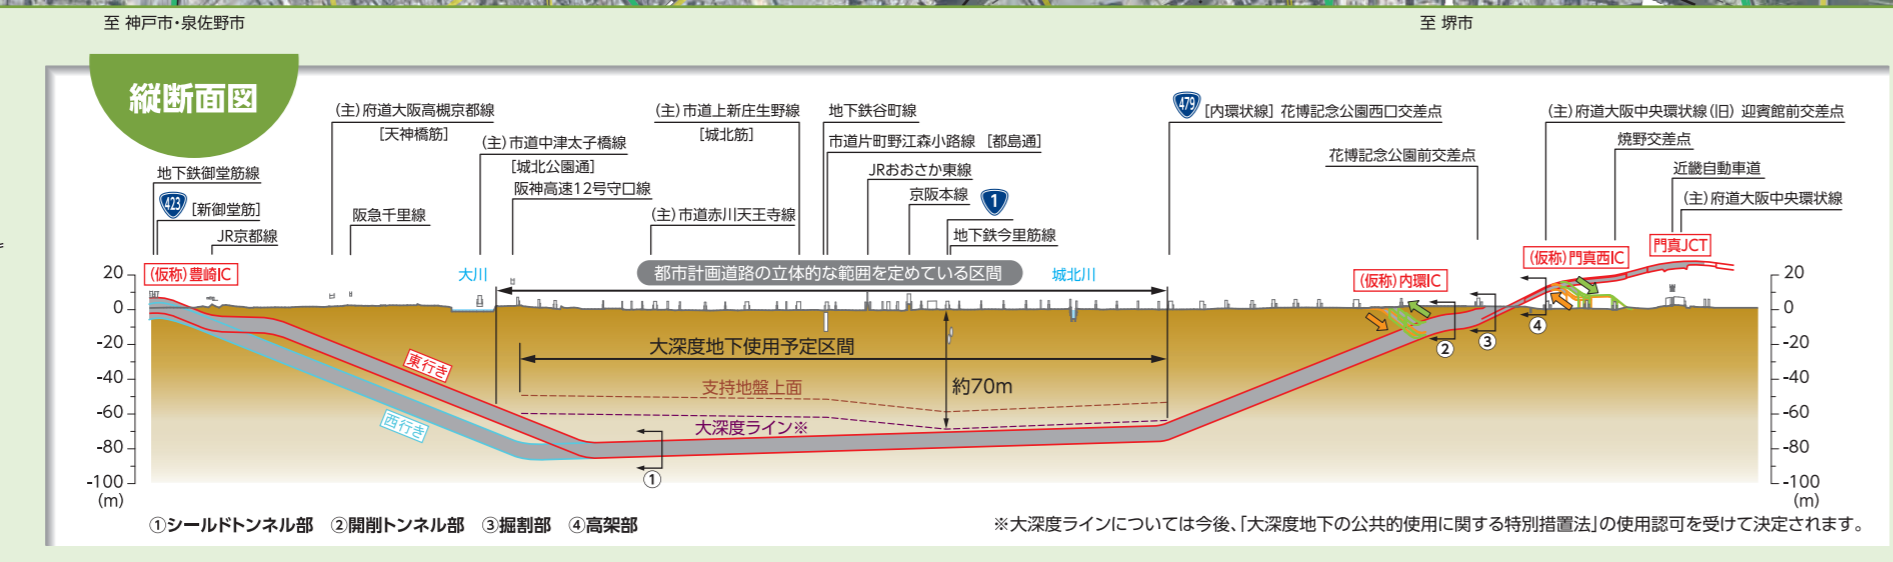 至 神戸市・泉佐野市
至 堺市
縦断面図
(主)府道大阪高槻京都線
[天神橋筋]
(主)市道中津太子橋線
[城北公園通]
阪神高速12号守口線
(主)市道上新庄生野線
[城北筋]
地下鉄谷町線
市道片町野江森小路線 [都島通]
479 [内環状線] 花博記念公園西口交差点
花博記念公園前交差点
(主)府道大阪中央環状線(旧) 迎賓館前交差点
焼野交差点
近畿自動車道
(主)府道大阪中央環状線
地下鉄御堂筋線
423 [新御堂筋]
JR京都線
阪急千里線
(主)市道赤川天王寺線
JRおおさか東線
京阪本線
1
地下鉄今里筋線
(仮称)豊崎IC
大川
都市計画道路の立体的な範囲を定めている区間
城北川
(仮称)内環IC
(仮称)門真西IC
門真JCT
20
0
-20
-40
-60
-80
-100
(m)
大深度地下使用予定区間
東行き
西行き
支持地盤上面
約70m
大深度ライン※
①
②
③
④
20
0
-20
-40
-60
-80
-100
(m)
①シールドトンネル部 ②開削トンネル部 ③掘割部 ④高架部
※大深度ラインについては今後、「大深度地下の公共的使用に関する特別措置法」の使用認可を受けて決定されます。